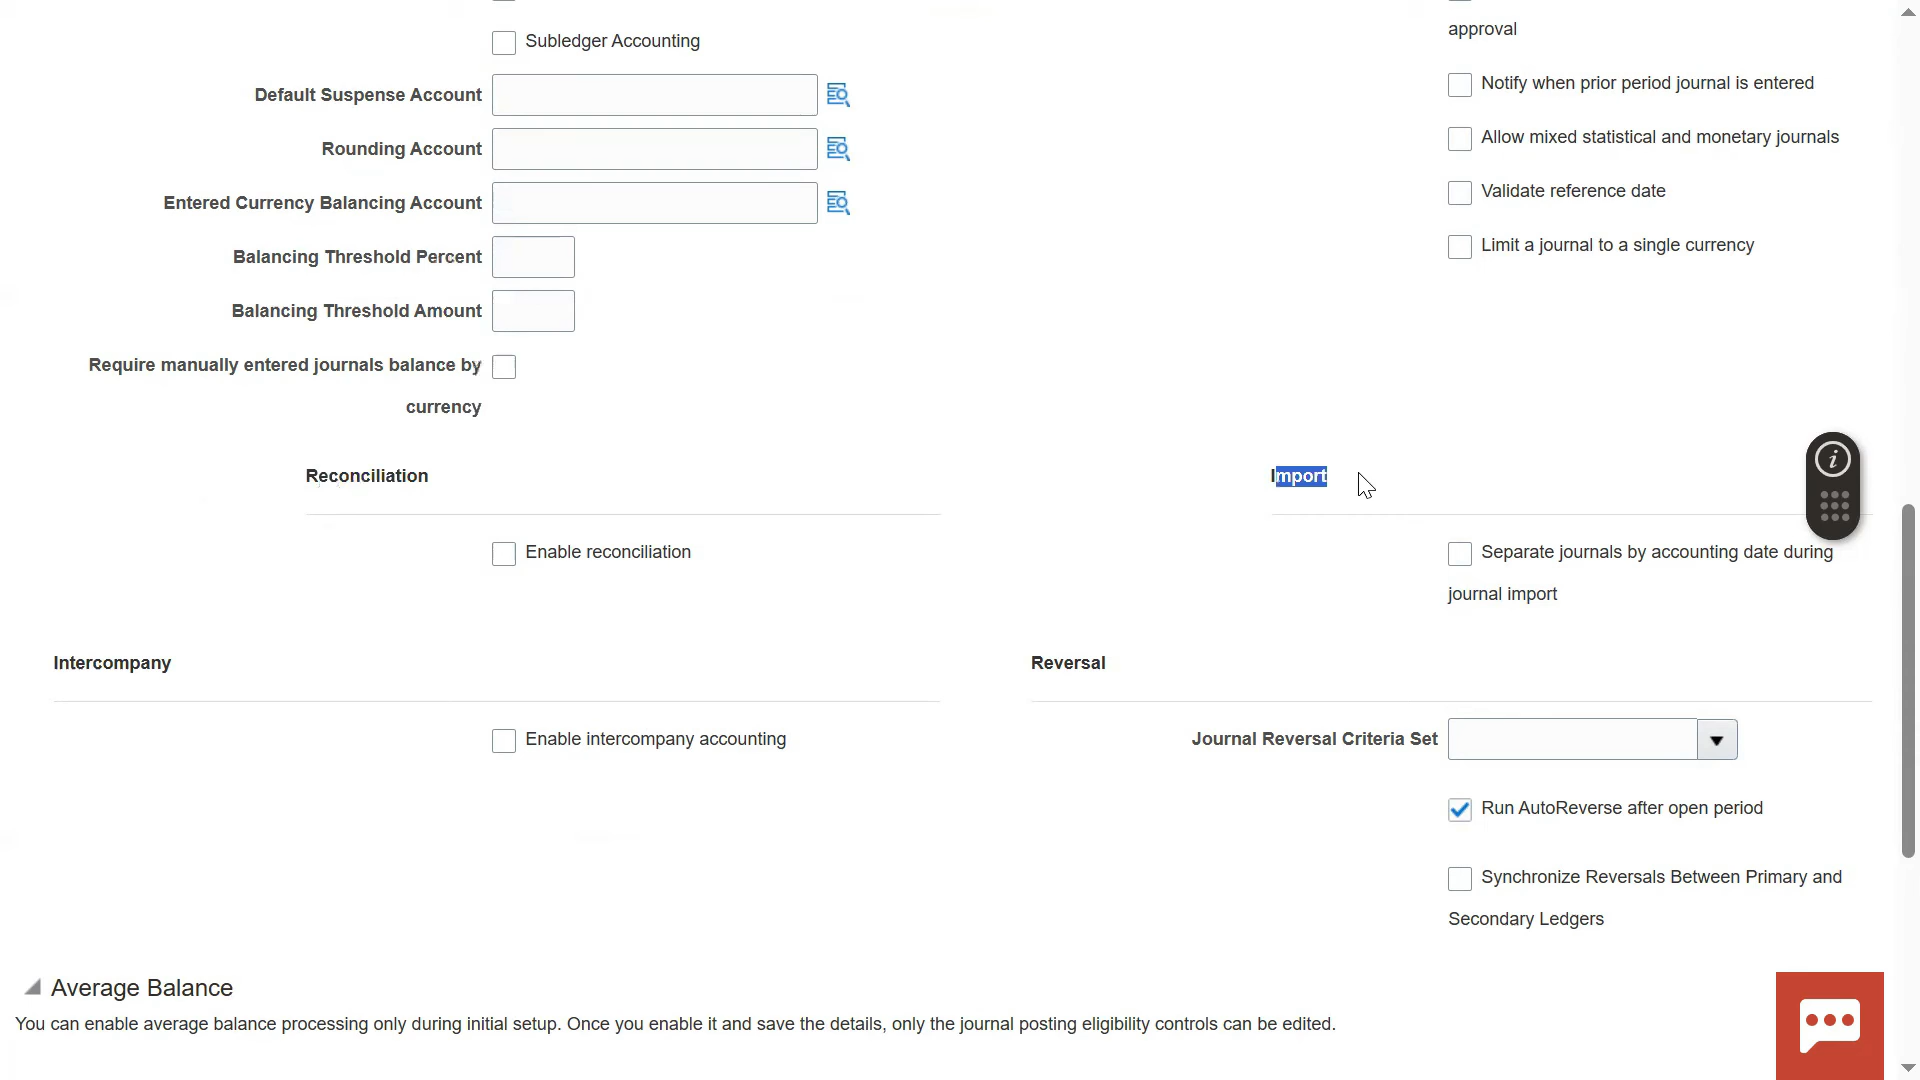 approval
Subledger Accounting
Default Suspense Account
Notify when prior period journal is entered
Rounding Account
Allow mixed statistical and monetary journals
Entered Currency Balancing Account
Validate reference date
Balancing Threshold Percent
Limit a journal to a single currency
Balancing Threshold Amount
Require manually entered journals balance by
currency
Reconciliation
Import
Enable reconciliation
Separate journals by accounting date during
journal import
Intercompany
Reversal
Enable intercompany accounting
Journal Reversal Criteria Set
Run AutoReverse after open period
Synchronize Reversals Between Primary and
Secondary Ledgers
Average Balance
You can enable average balance processing only during initial setup. Once you enable it and save the details, only the journal posting eligibility controls can be edited.